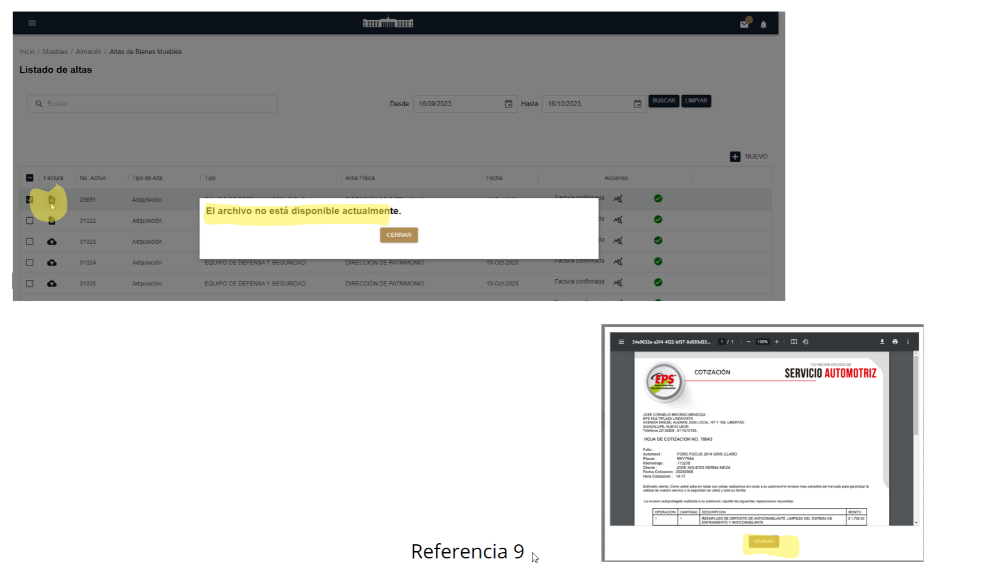 Inicio / Muebles / Almacén / Altas de Bienes Muebles
Listado de altas
Buscar
Desde 16/09/2023 Hasta 16/10/2023 BUSCAR LIMPIAR
NUEVO
Factura No. Activo Tipo de Alta Tipo Área Física Fecha Acciones
29891 Adquisición Factura confirmada
31322 Adquisición
31323 Adquisición
31324 Adquisición EQUIPO DE DEFENSA Y SEGURIDAD DIRECCIÓN DE PATRIMONIO 13-Oct-2023 Factura confirmada
31325 Adquisición EQUIPO DE DEFENSA Y SEGURIDAD DIRECCIÓN DE PATRIMONIO 13-Oct-2023 Factura confirmada
El archivo no está disponible actualmente.
CERRAR
34e9632e-a314-4f22-bf37-8d693d53... 1 / 1 100%
EPS
Servicio Automotriz
COTIZACIÓN
TU MEJOR OPCIÓN DE
SERVICIO AUTOMOTRIZ
JOSE CORNELIO BRICENO MENDOZA
EPS MULTIPLAZA LINDAVISTA
AVENIDA MIGUEL ALEMAN ,5054 LOCAL 167 Y 168, LIBERTAD
GUADALUPE, NUEVO LEON
Telefonos 23152608 , 8114210192,
HOJA DE COTIZACION NO. 78843
Folio :
Automovil : FORD FOCUS 2014 GRIS CLARO
Placas : RKY764A
Kilometraje : 113278
Cliente : JOSE AGUEDO SERNA MEZA
Fecha Cotizacion : 20230909
Hora Cotizacion : 14:17
Estimado cliente, Como usted sabe en todas sus visitas realizamos sin costo a su automovil la revision mas completa del mercado para garantizar la
calidad de nuestro servicio y la seguridad de usted y toda su familia
La revision autoprotegete realizada a su automovil, reporta las siguientes reparaciones requeridas:
OPERACION CANTIDAD DESCRIPCION MONTO
1 1 REEMPLAZO DE DEPOSITO DE ANTICONGELANTE, LIMPIEZA DEL SISTEMA DE $ 1,700.00
ENFRIAMIENTO Y ANTICONGELANTE
CERRAR
Referencia 9